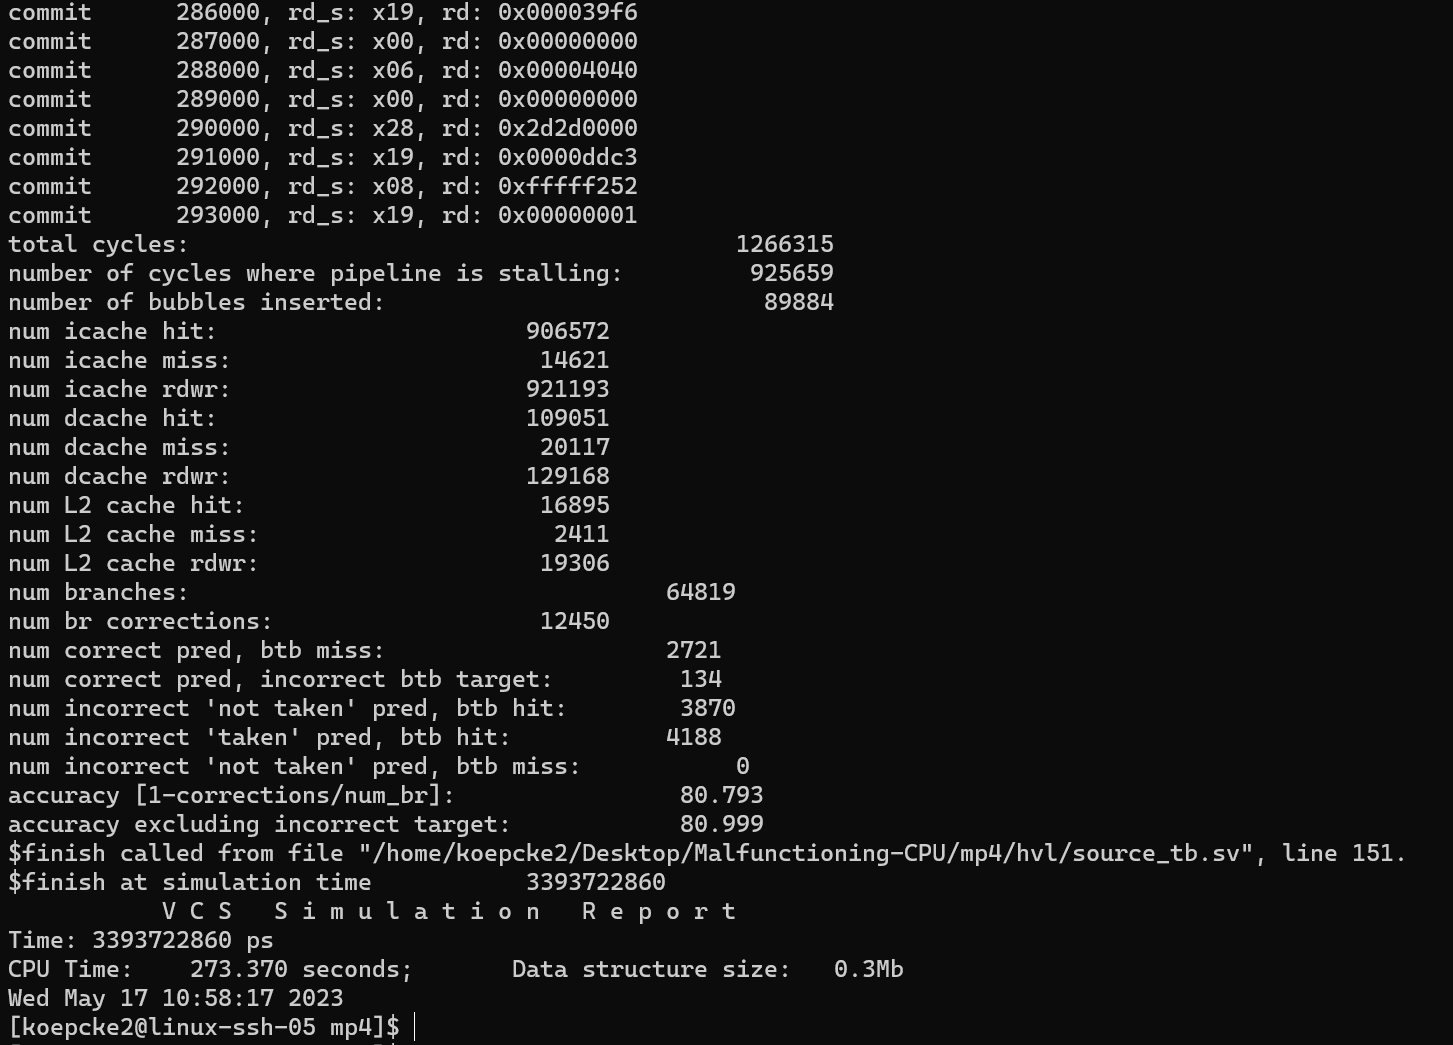 commit      286000, rd_s: x19, rd: 0x000039f6
commit      287000, rd_s: x00, rd: 0x00000000
commit      288000, rd_s: x06, rd: 0x00004040
commit      289000, rd_s: x00, rd: 0x00000000
commit      290000, rd_s: x28, rd: 0x2d2d0000
commit      291000, rd_s: x19, rd: 0x0000ddc3
commit      292000, rd_s: x08, rd: 0xfffff252
commit      293000, rd_s: x19, rd: 0x00000001
total cycles:                                       1266315
number of cycles where pipeline is stalling:         925659
number of bubbles inserted:                           89884
num icache hit:                      906572
num icache miss:                      14621
num icache rdwr:                     921193
num dcache hit:                      109051
num dcache miss:                      20117
num dcache rdwr:                     129168
num L2 cache hit:                     16895
num L2 cache miss:                     2411
num L2 cache rdwr:                    19306
num branches:                                  64819
num br corrections:                   12450
num correct pred, btb miss:                    2721
num correct pred, incorrect btb target:         134
num incorrect 'not taken' pred, btb hit:        3870
num incorrect 'taken' pred, btb hit:           4188
num incorrect 'not taken' pred, btb miss:           0
accuracy [1-corrections/num_br]:                80.793
accuracy excluding incorrect target:            80.999
$finish called from file "/home/koepcke2/Desktop/Malfunctioning-CPU/mp4/hvl/source_tb.sv", line 151.
$finish at simulation time           3393722860
           V C S   S i m u l a t i o n   R e p o r t
Time: 3393722860 ps
CPU Time:    273.370 seconds;       Data structure size:   0.3Mb
Wed May 17 10:58:17 2023
[koepcke2@linux-ssh-05 mp4]$